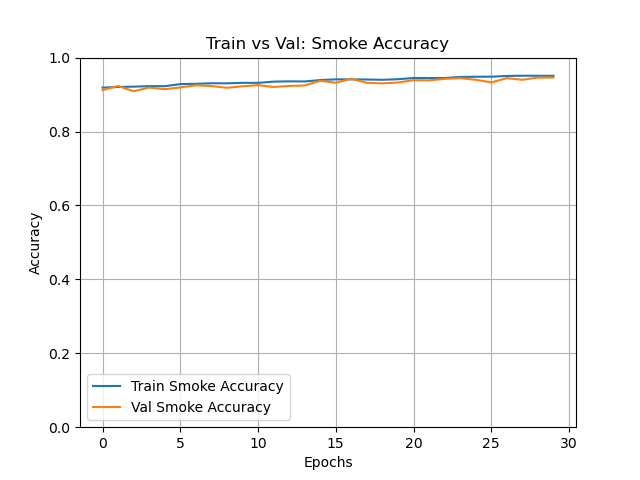 Train vs Val: Smoke Accuracy
1.0
0.8
0.6
0.4
0.2
0.0
Accuracy
Train Smoke Accuracy
Val Smoke Accuracy
0 5 10 15 20 25 30
Epochs